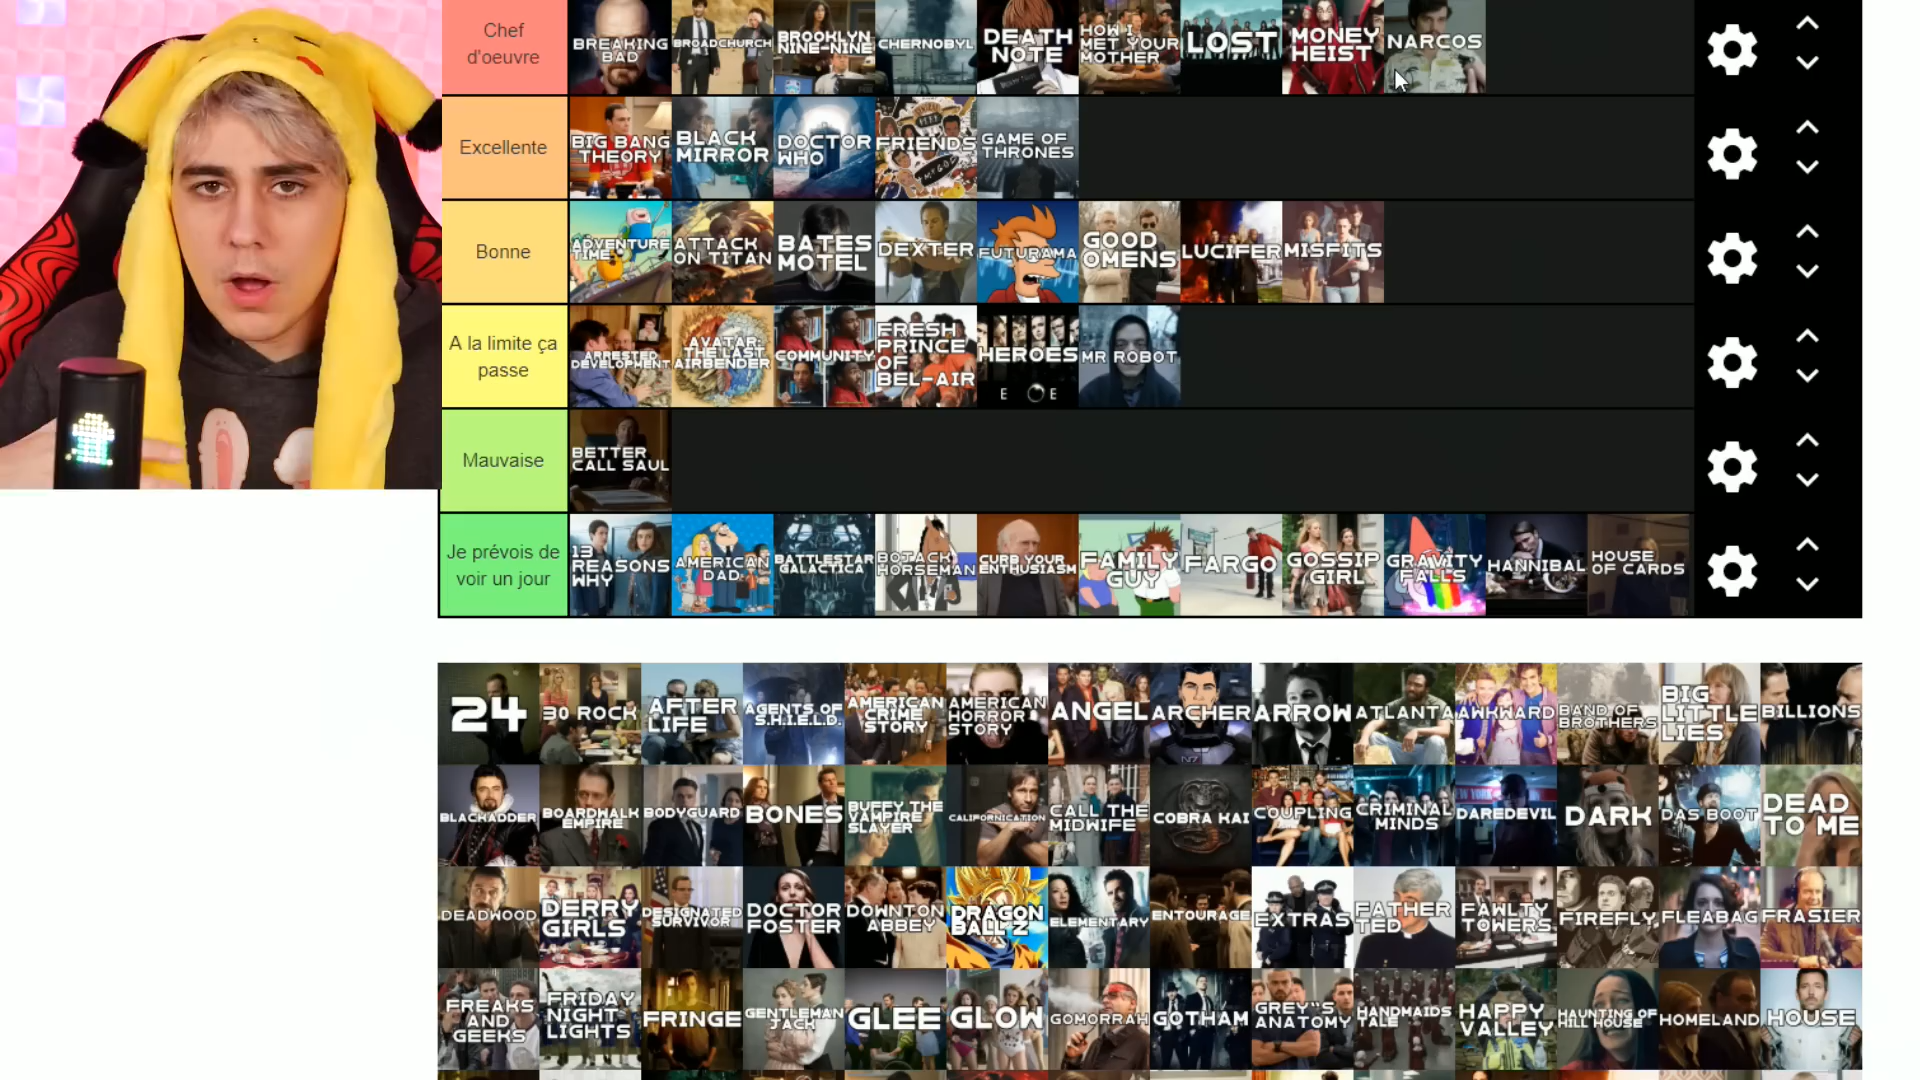 Chef
d'oeuvre
BREAKING
BAD
BROADCHURCH
BROOKLYN
NINE-NINE
CHERNOBYL
DEATH
NOTE
HOW I
MET YOUR
MOTHER
LOST
MONEY
HEIST
NARCOS
Excellente
BIG BANG
THEORY
BLACK
MIRROR
DOCTOR
WHO
FRIENDS
GAME OF
THRONES
Bonne
ADVENTURE
TIME
ATTACK
ON TITAN
BATES
MOTEL
DEXTER
FUTURAMA
GOOD
OMENS
LUCIFER
MISFITS
A la limite ça
passe
ARRESTED
DEVELOPMENT
AVATAR:
THE LAST
AIRBENDER
COMMUNITY
FRESH
PRINCE
OF
BEL-AIR
HEROES
MR ROBOT
Mauvaise
BETTER
CALL SAUL
Je prévois de
voir un jour
13
REASONS
WHY
AMERICAN
DAD
BATTLESTAR
GALACTICA
BOJACK
HORSEMAN
CURB YOUR
ENTHUSIASM
FAMILY
GUY
FARGO
GOSSIP
GIRL
GRAVITY
FALLS
HANNIBAL
HOUSE
OF CARDS
24
30 ROCK
AFTER
LIFE
AGENTS OF
S.H.I.E.L.D.
AMERICAN
CRIME
STORY
AMERICAN
HORROR
STORY
ANGEL
ARCHER
N7
ARROW
ATLANTA
AWKWARD
BAND OF
BROTHERS
BIG
LITTLE
LIES
BILLIONS
BLACKADDER
BOARDWALK
EMPIRE
BODYGUARD
BONES
BUFFY THE
VAMPIRE
SLAYER
CALIFORNICATION
CALL THE
MIDWIFE
COBRA KAI
COUPLING
CRIMINAL
MINDS
DAREDEVIL
DARK
DAS BOOT
DEAD
TO ME
DEADWOOD
DERRY
GIRLS
DESIGNATED
SURVIVOR
DOCTOR
FOSTER
DOWNTON
ABBEY
DRAGON
BALL Z
ELEMENTARY
ENTOURAGE
EXTRAS
FATHER
TED
FAWLTY
TOWERS
FIREFLY
FLEABAG
FRASIER
FREAKS
AND
GEEKS
FRIDAY
NIGHT
LIGHTS
FRINGE
GENTLEMAN
JACK
GLEE
GLOW
GOMORRAH
GOTHAM
GREY"S
ANATOMY
HANDMAIDS
TALE
HAPPY
VALLEY
HAUNTING OF
HILL HOUSE
HOMELAND
HOUSE